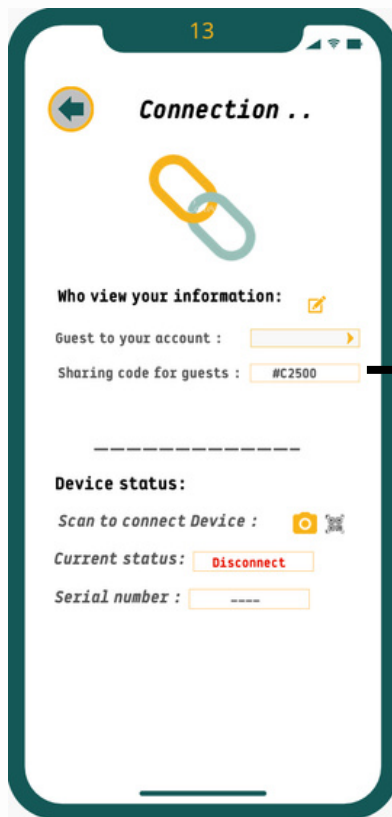 13
Connection ..
Who view your information:
Guest to your account :
Sharing code for guests : #C2500
Device status:
Scan to connect Device :
Current status: Disconnect
Serial number : ----